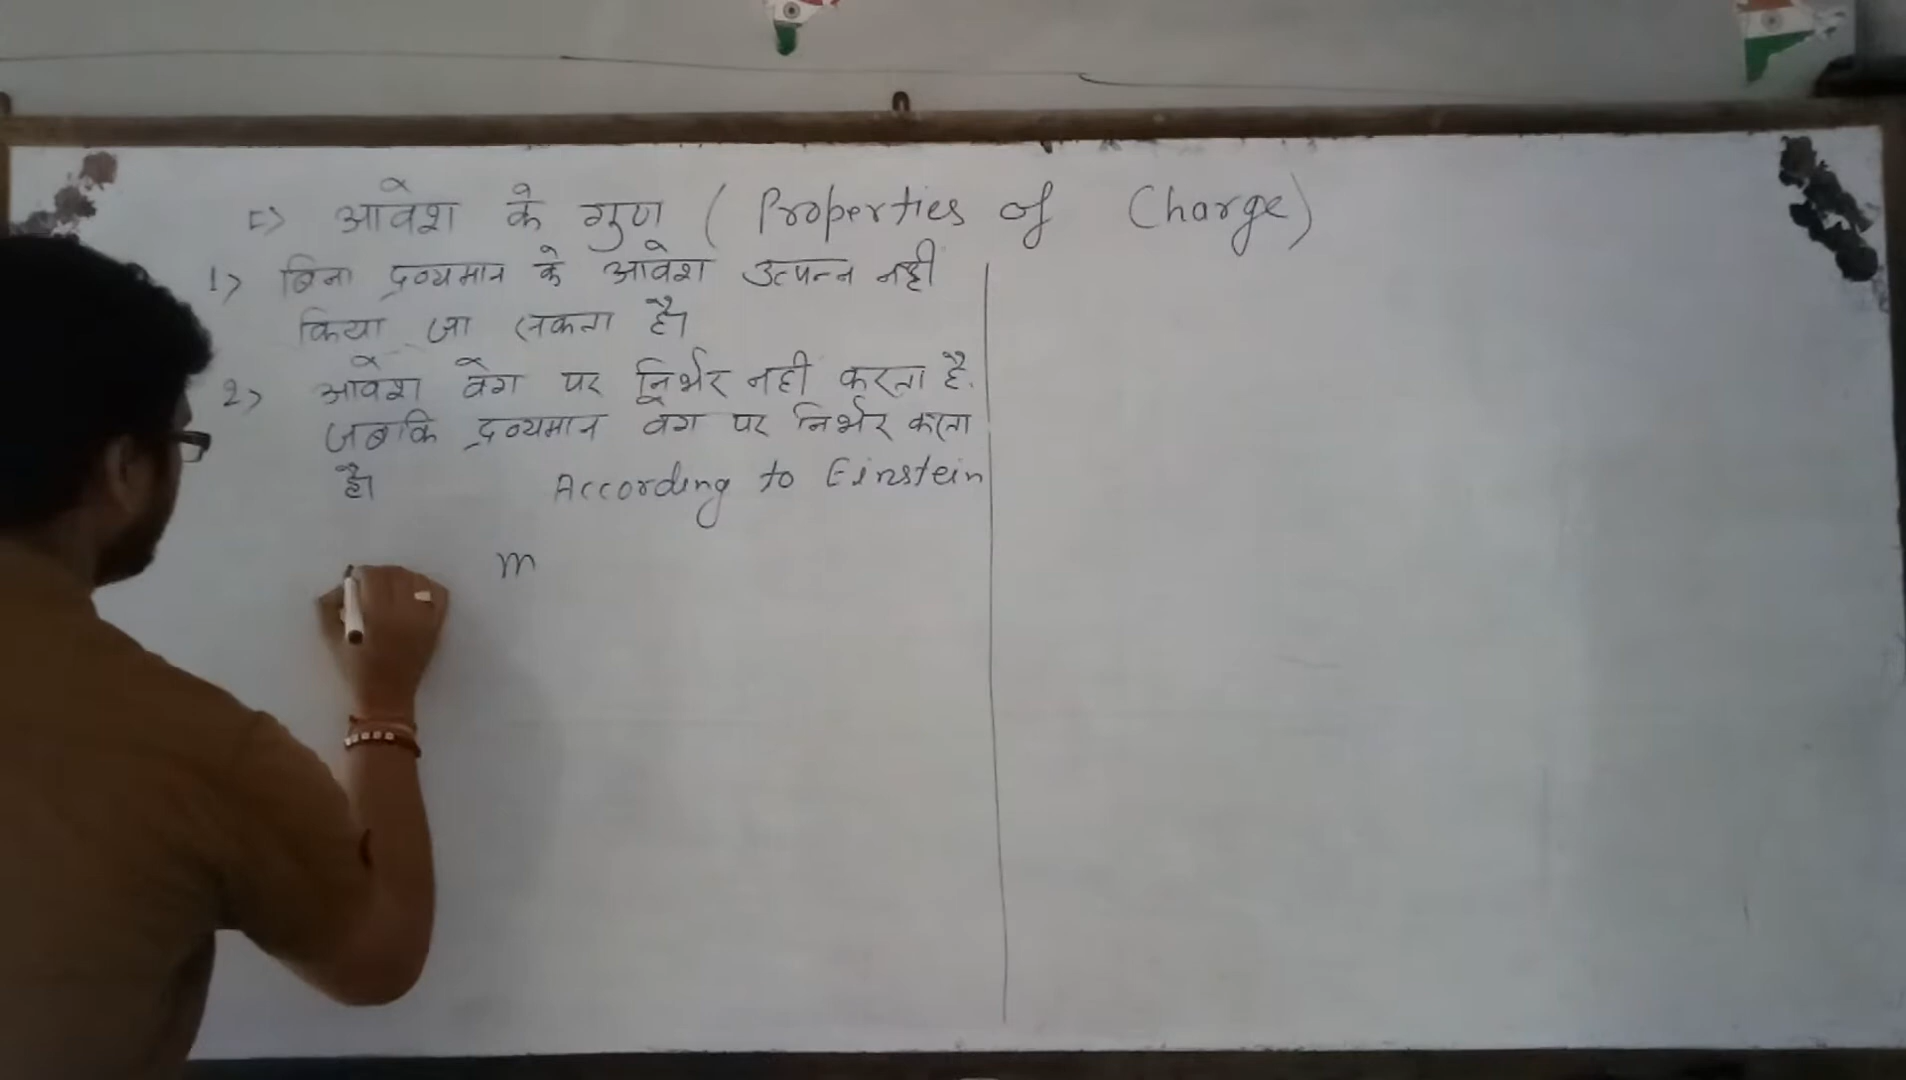 ⇒ आवेश के गुण ( Properties of Charge)
1> बिना द्रव्यमान के आवेश उत्पन्न नही
किया जा सकता है।
2> आवेश वेग पर निर्भर नही करता है.
जबकि द्रव्यमान वग पर निर्भर करता
है। According to Einstein
m